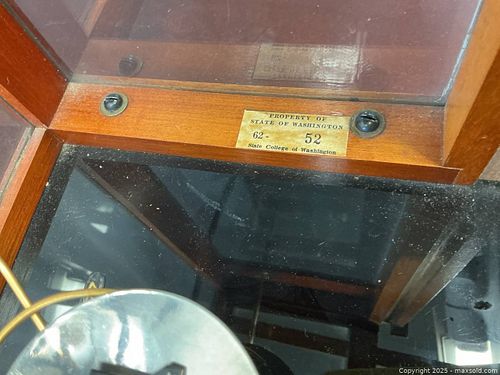 PROPERTY OF
STATE OF WASHINGTON
62- 52
State College of Washington
Copyright 2025 - maxsold.com